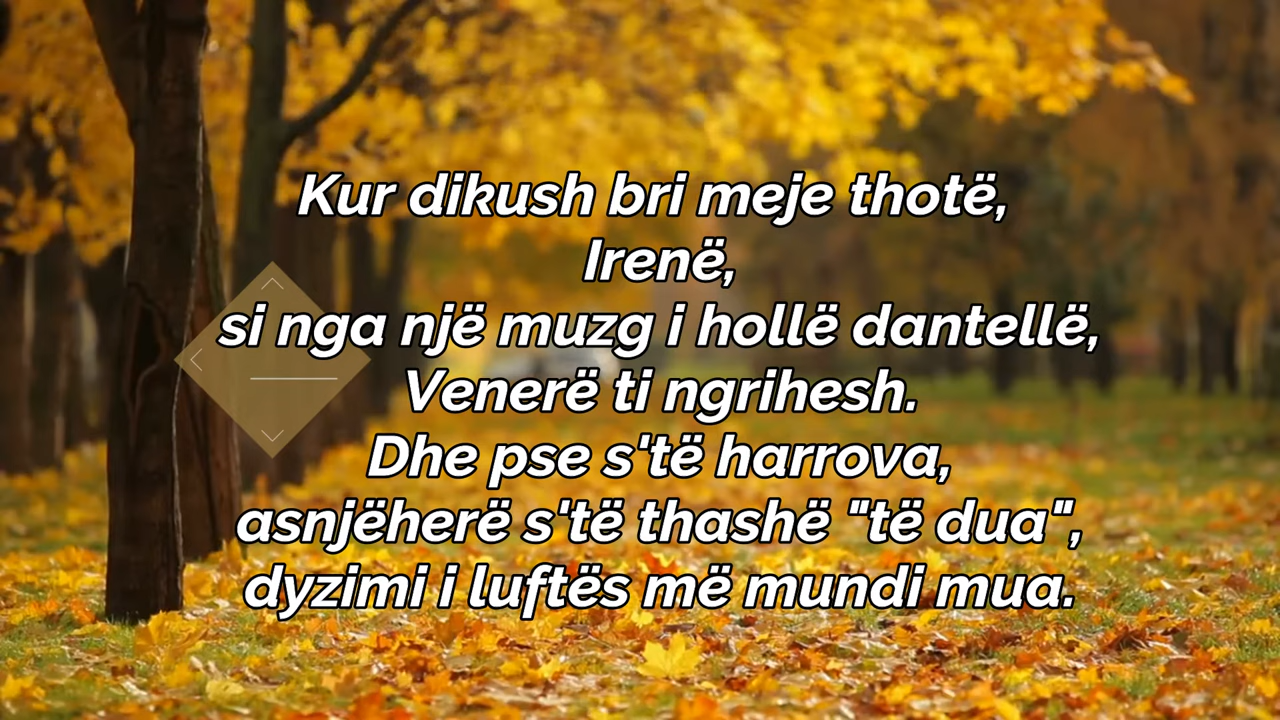 Kur dikush bri meje thotë,
Irenë,
si nga një muzg i hollë dantellë,
Venerë ti ngrihesh.
Dhe pse s'të harrova,
asnjëherë s'të thashë "të dua",
dyzimi i luftës më mundi mua.